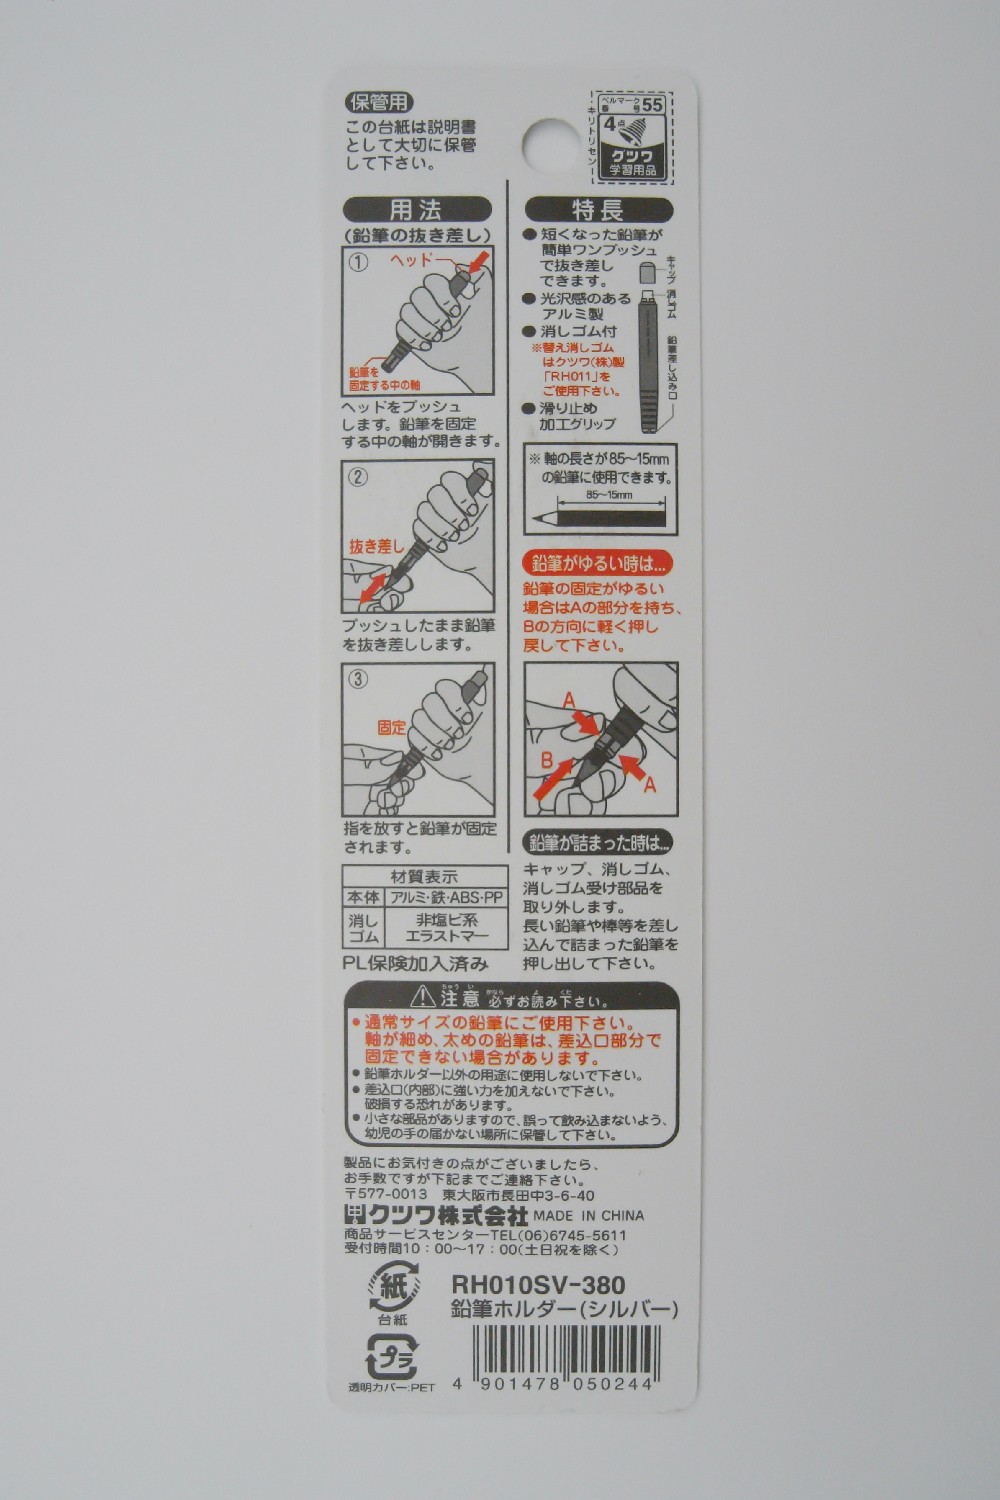 保管用
この台紙は説明書
として大切に保管
して下さい。
キリトリセン
ベルマーク
番号 55
4点
クツワ
学習用品
用法
(鉛筆の抜き差し)
①
ヘッド
鉛筆を
固定する中の軸
ヘッドをプッシュ
します。鉛筆を固定
する中の軸が開きます。
②
抜き差し
プッシュしたまま鉛筆
を抜き差しします。
③
固定
指を放すと鉛筆が固定
されます。
材質表示
本体 アルミ・鉄・ABS・PP
消し
ゴム
非塩ビ系
エラストマー
PL保険加入済み
特長
● 短くなった鉛筆が
簡単ワンプッシュ
で抜き差し
できます。
● 光沢感のある
アルミ製
● 消しゴム付
※替え消しゴム
はクツワ(株)製
「RH011」を
ご使用下さい。
● 滑り止め
加工グリップ
キャップ
消しゴム
鉛筆差し込み口
※ 軸の長さが85～15mm
の鉛筆に使用できます。
85～15mm
鉛筆がゆるい時は...
鉛筆の固定がゆるい
場合はAの部分を持ち、
Bの方向に軽く押し
戻して下さい。
A
B
A
鉛筆が詰まった時は...
キャップ、消しゴム、
消しゴム受け部品を
取り外します。
長い鉛筆や棒等を差し
込んで詰まった鉛筆を
押し出して下さい。
ちゅう い かなら よ くだ
注意 必ずお読み下さい。
● 通常サイズの鉛筆にご使用下さい。
軸が細め、太めの鉛筆は、差込口部分で
固定できない場合があります。
● 鉛筆ホルダー以外の用途に使用しないで下さい。
● 差込口(内部)に強い力を加えないで下さい。
破損する恐れがあります。
● 小さな部品がありますので、誤って飲み込まないよう、
幼児の手の届かない場所に保管して下さい。
製品にお気付きの点がございましたら、
お手数ですが下記までご連絡下さい。
〒577-0013 東大阪市長田中3-6-40
クツワ株式会社 MADE IN CHINA
商品サービスセンターTEL(06)6745-5611
受付時間10：00～17：00(土日祝を除く)
紙
台紙
プラ
透明カバー:PET
RH010SV-380
鉛筆ホルダー(シルバー)
4 901478 050244